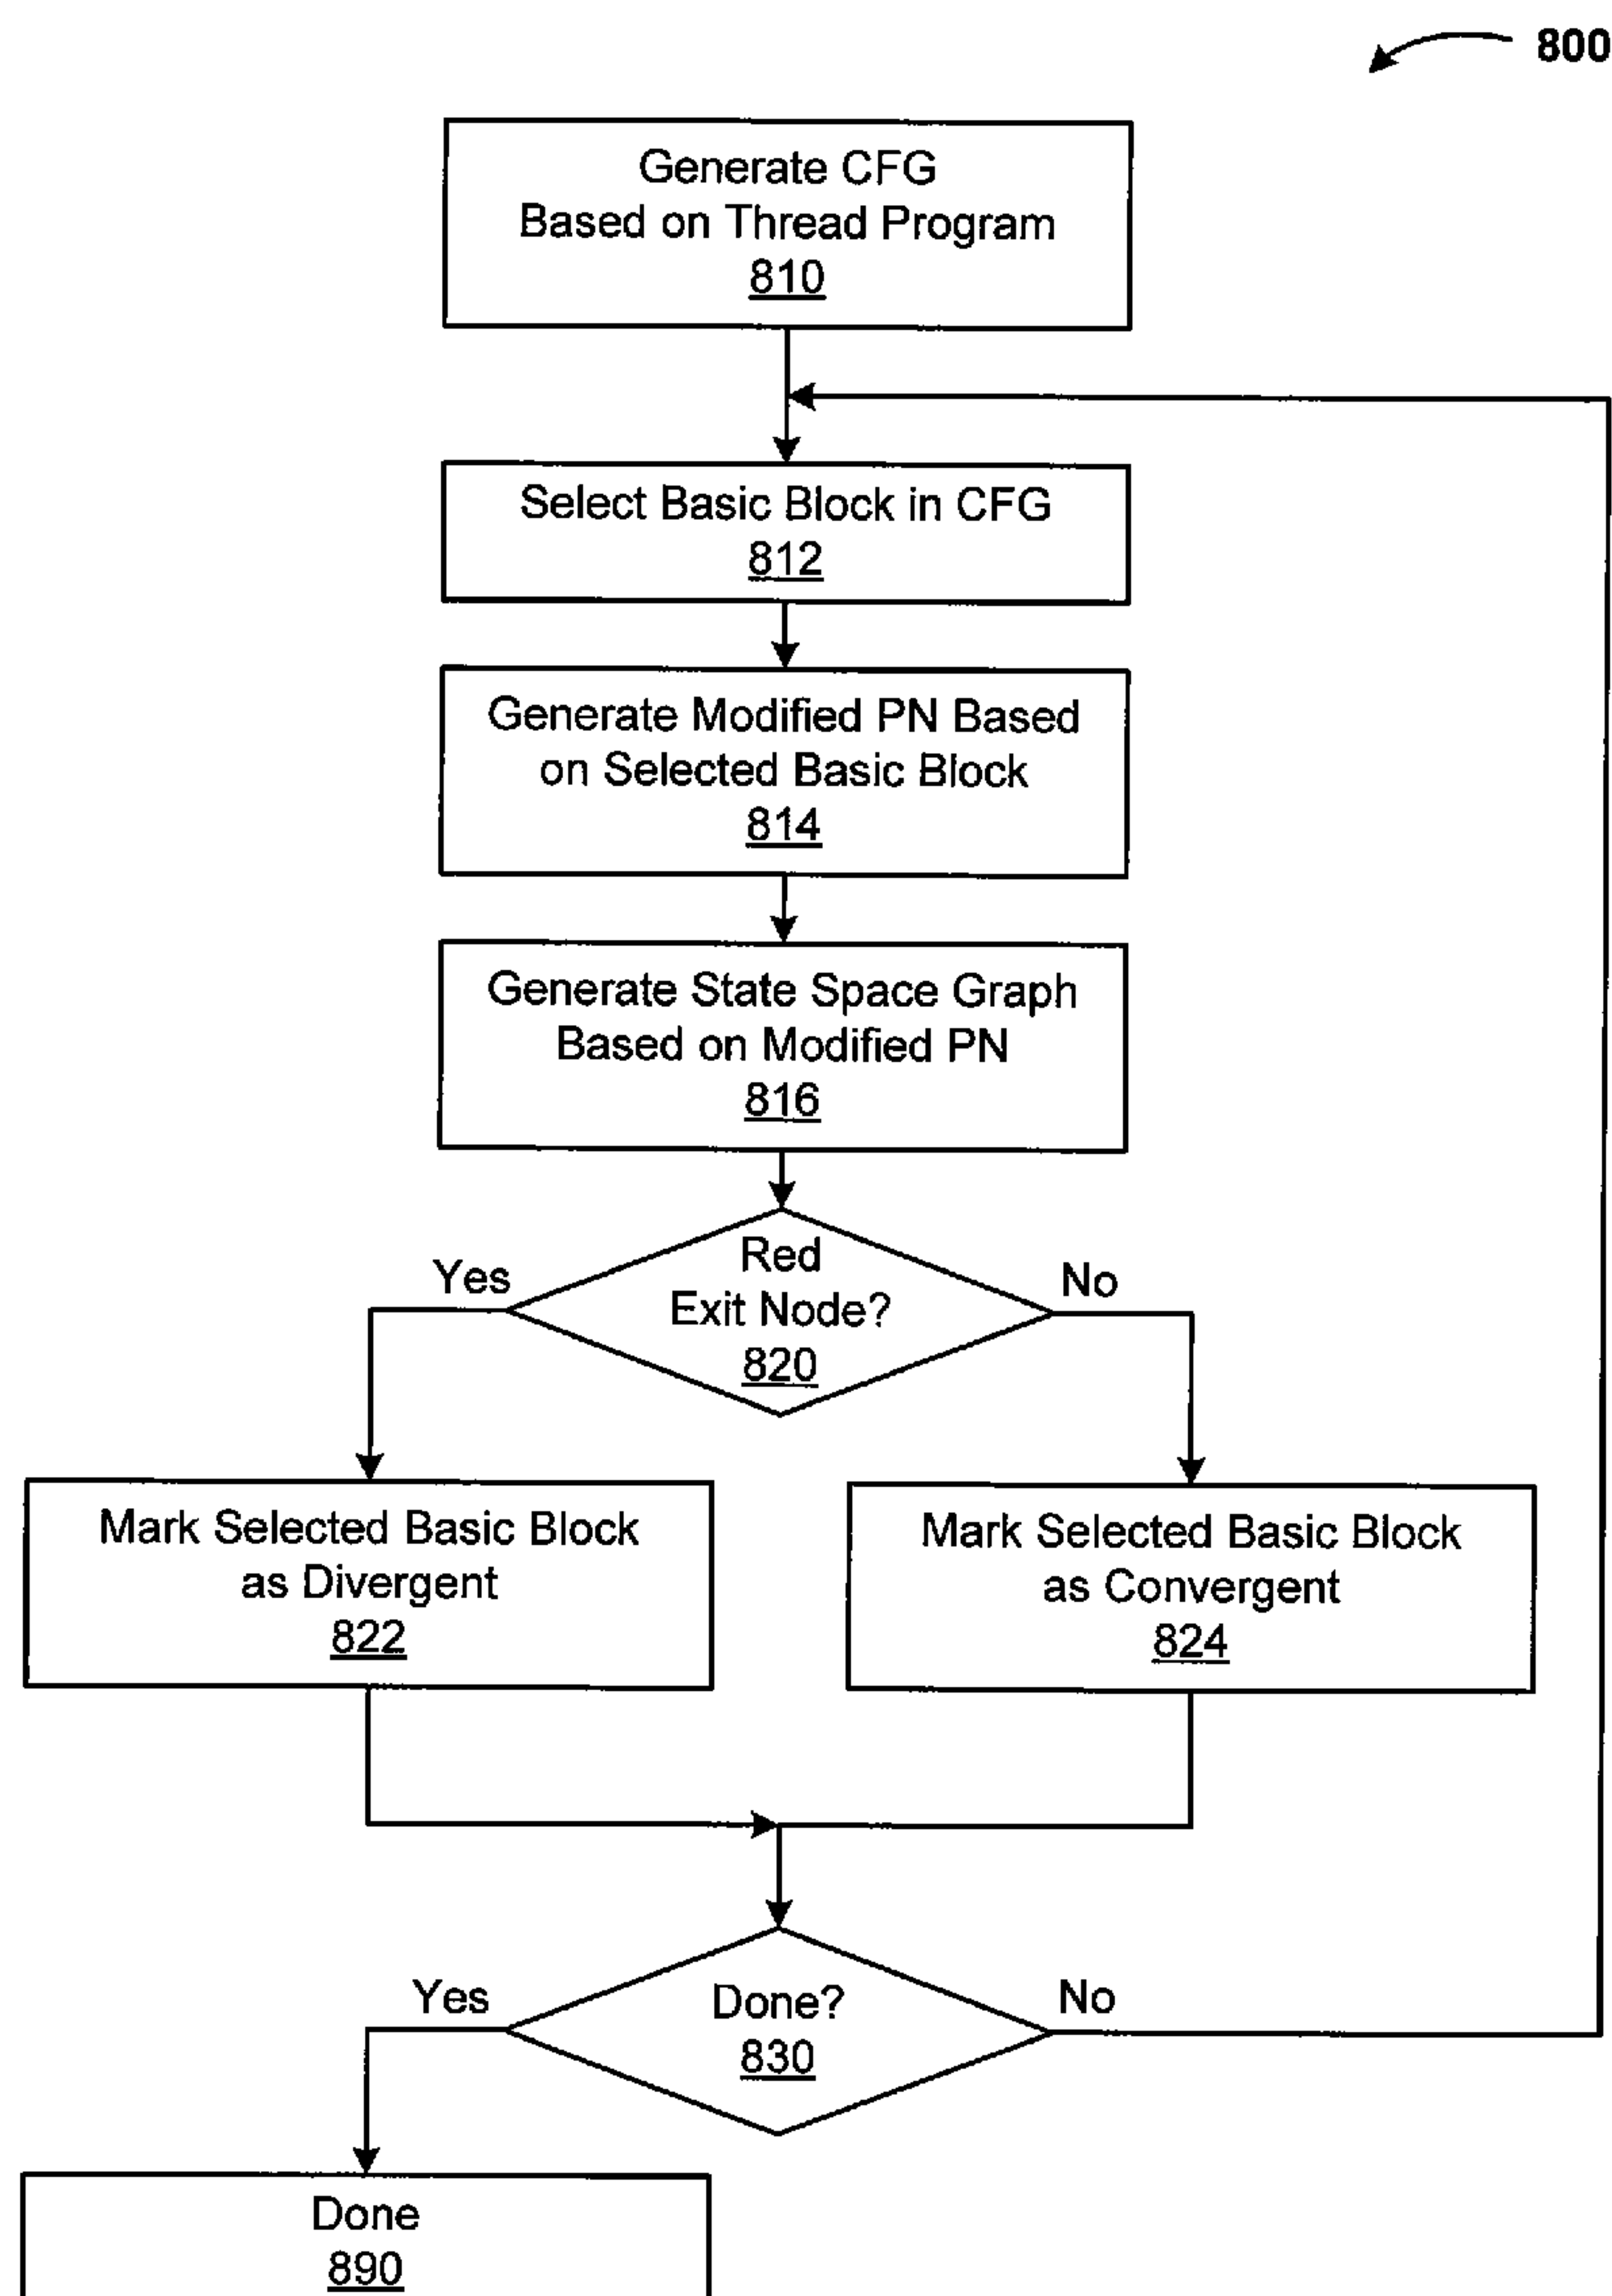 800
Generate CFG
Based on Thread Program
810
Select Basic Block in CFG
812
Generate Modified PN Based
on Selected Basic Block
814
Generate State Space Graph
Based on Modified PN
816
Red
Exit Node?
820
Yes
No
Mark Selected Basic Block
as Divergent
822
Mark Selected Basic Block
as Convergent
824
Done?
830
Yes
No
Done
890